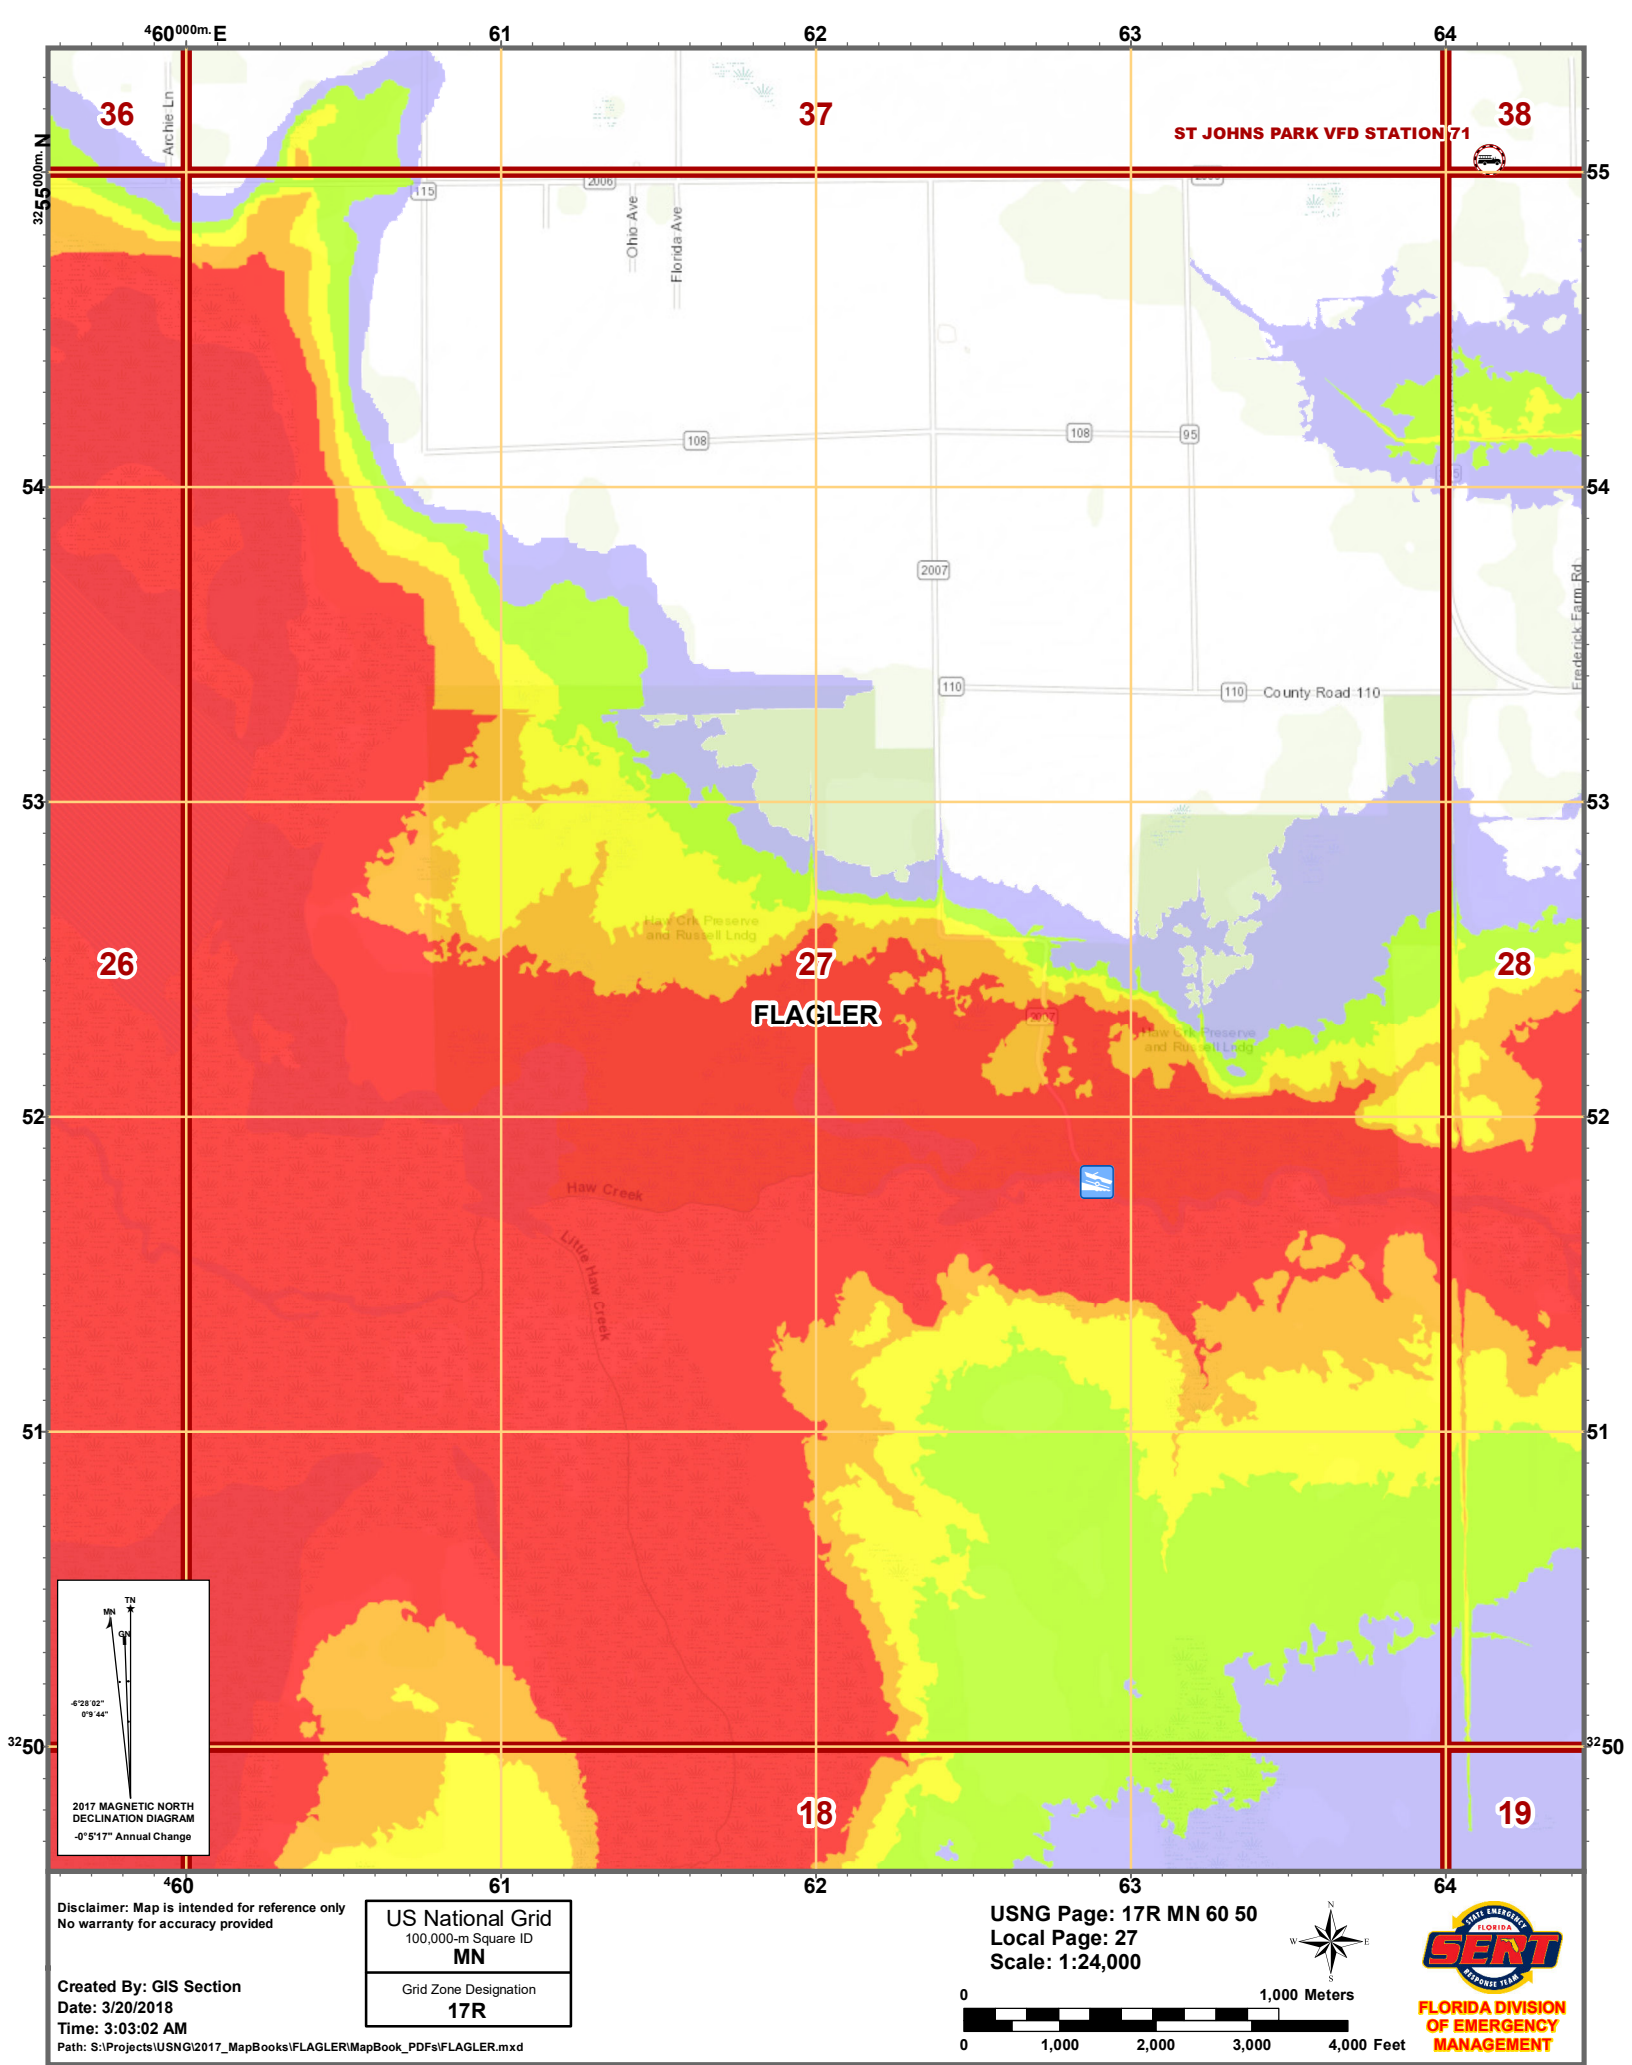 460000m. E 61 62 63 64
36 37 38
Archie Ln
ST JOHNS PARK VFD STATION 71
3255000m. N 55
115 2006
Ohio Ave
Florida Ave
108 108 95
54 54
2007
Frederick Farm Rd
110 110 County Road 110
53 53
Haw Crk Preserve
and Russell Lndg
26 27 28
FLAGLER
2007
Haw Crk Preserve
and Russell Lndg
52 52
Haw Creek
Little Haw Creek
51 51
MN TN
GN
-6°28'02"
0°9'44"
3250 3250
2017 MAGNETIC NORTH
DECLINATION DIAGRAM
-0°5'17" Annual Change
18 19
460 61 62 63 64
Disclaimer: Map is intended for reference only
No warranty for accuracy provided
Created By: GIS Section
Date: 3/20/2018
Time: 3:03:02 AM
Path: S:\Projects\USNG\2017_MapBooks\FLAGLER\MapBook_PDFs\FLAGLER.mxd
US National Grid
100,000-m Square ID
MN
Grid Zone Designation
17R
USNG Page: 17R MN 60 50
Local Page: 27
Scale: 1:24,000
N
W E
S
0 1,000 Meters
0 1,000 2,000 3,000 4,000 Feet
STATE EMERGENCY
FLORIDA
SERT
RESPONSE TEAM
FLORIDA DIVISION
OF EMERGENCY
MANAGEMENT